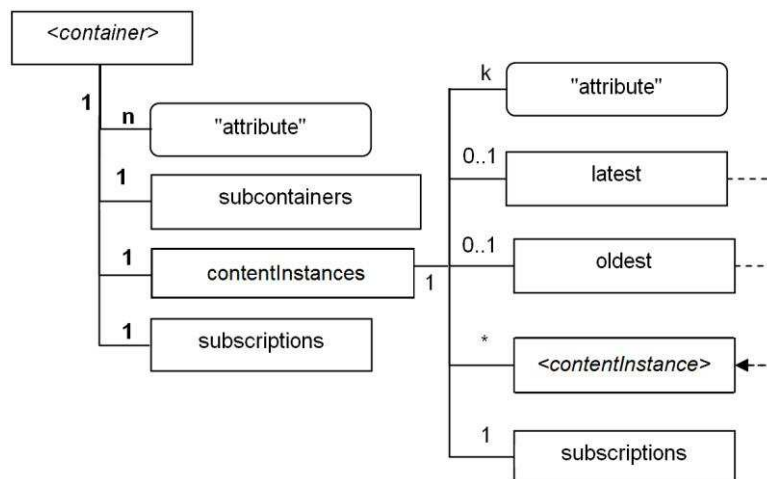 <container>
1
n
"attribute"
1
subcontainers
1
contentInstances
1
1
subscriptions
k
"attribute"
0..1
latest
0..1
oldest
*
<contentInstance>
1
subscriptions